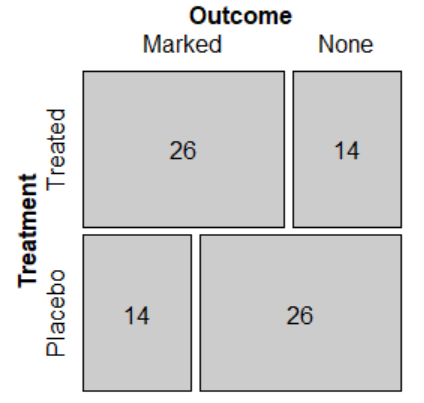 Outcome
Marked None
Treatment
Treated
26 14
Placebo
14 26